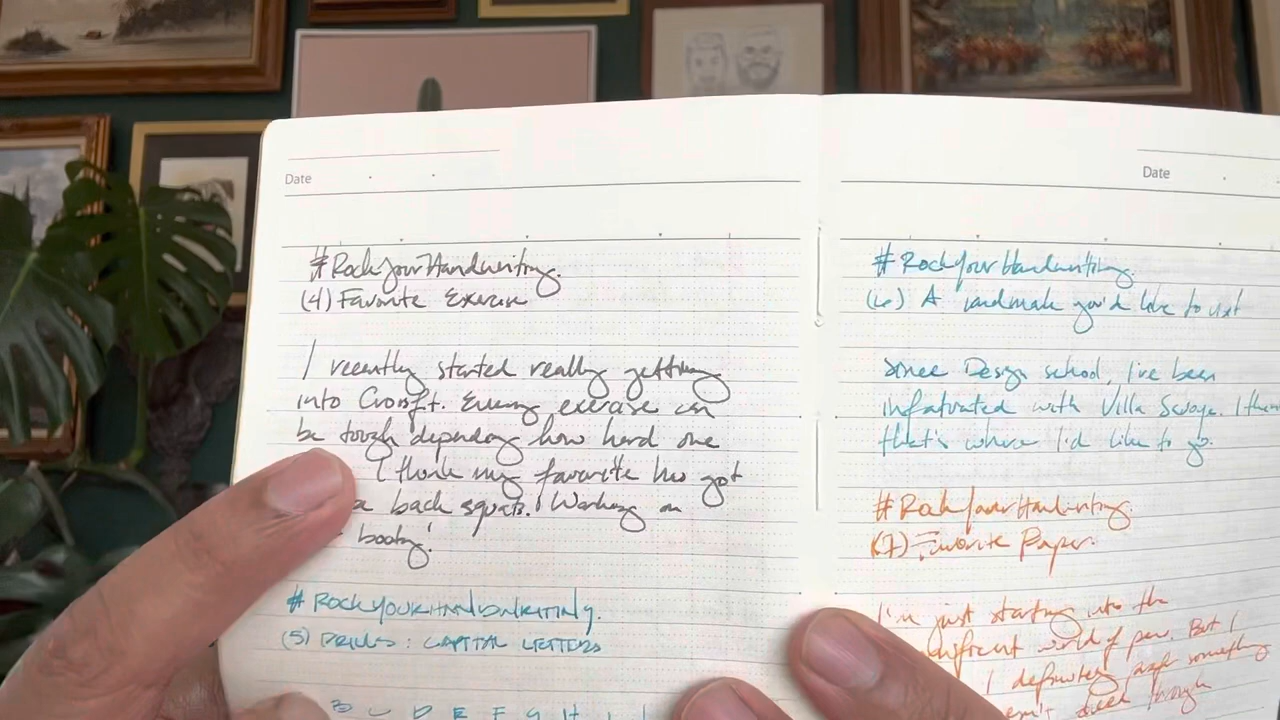 Date
#RockYourHandwriting.
(4) Favorite Exercise
I recently started really getting
into Crossfit. Every exercise can
be tough depending how hard one
I think my favorite has got
back squats. Working on
booty!
#ROCKYOURHANDWRITING.
(5) DRILLS: CAPITAL LETTERS
B C D E F G H I
Date
#RockYourHandwriting.
(6) A landmark you'd love to visit
Since Design school, I've been
infatuated with Villa Savoye. I
that's where I'd like to go.
#RockYourHandwriting.
(7) Favorite Paper.
I'm just starting into the
world of pen. But I
I definitely something